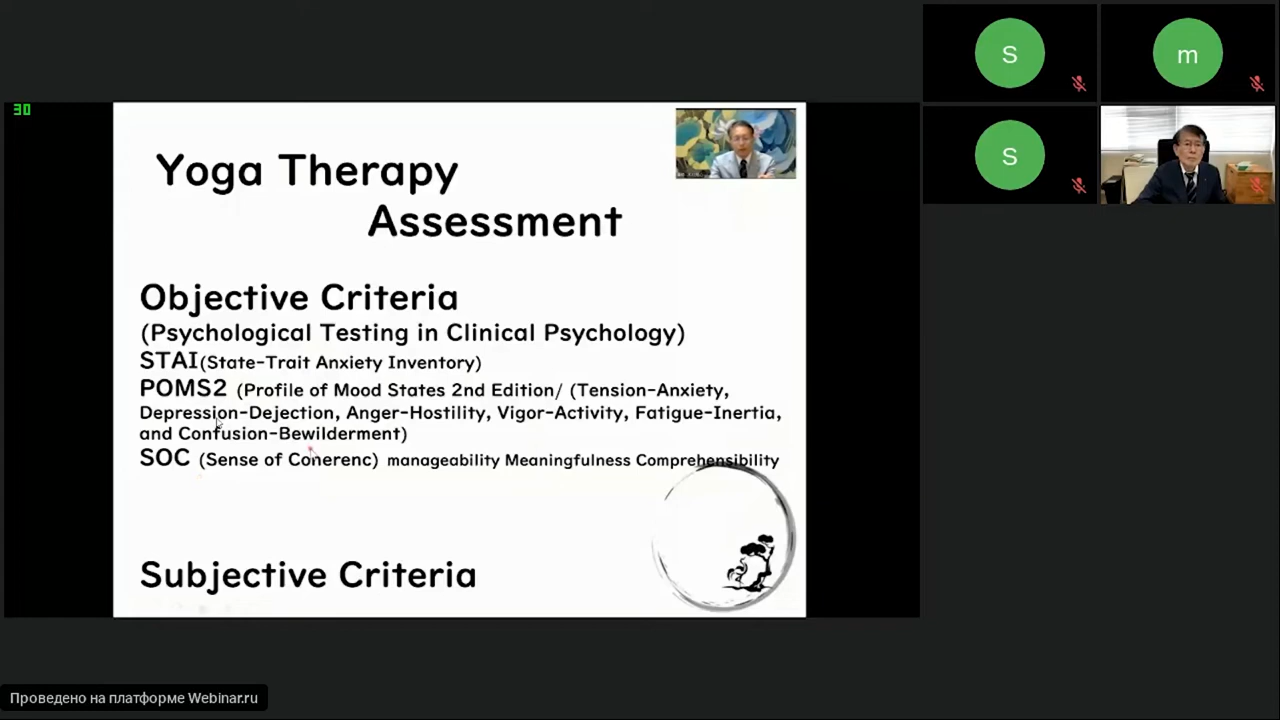 30
Yoga Therapy
Assessment
Objective Criteria
(Psychological Testing in Clinical Psychology)
STAI(State-Trait Anxiety Inventory)
POMS2 (Profile of Mood States 2nd Edition/ (Tension-Anxiety,
Depression-Dejection, Anger-Hostility, Vigor-Activity, Fatigue-Inertia,
and Confusion-Bewilderment)
SOC (Sense of Coherenc) manageability Meaningfulness Comprehensibility
Subjective Criteria
S
m
S
Проведено на платформе Webinar.ru